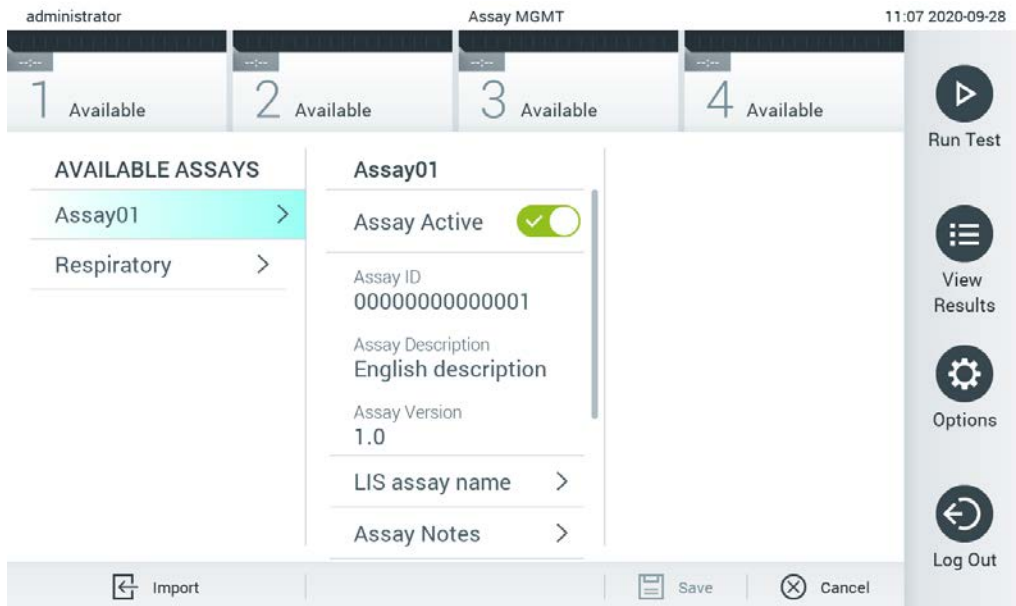 administrator
Assay MGMT
11:07 2020-09-28
--:--
1 Available
--:--
2 Available
--:--
3 Available
--:--
4 Available
AVAILABLE ASSAYS
Assay01
Respiratory
Assay01
Assay Active
Assay ID
00000000000001
Assay Description
English description
Assay Version
1.0
LIS assay name
Assay Notes
Run Test
View
Results
Options
Log Out
Import
Save
Cancel